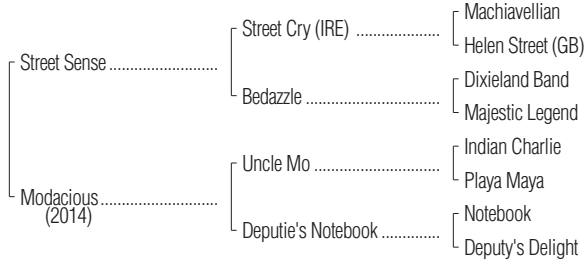 Machiavellian
Street Cry (IRE) ..................
Helen Street (GB)
Street Sense ..........................
Dixieland Band
Bedazzle ................................
Majestic Legend
Indian Charlie
Uncle Mo ..............................
Playa Maya
Modacious ............................
(2014)
Notebook
Deputie's Notebook ..............
Deputy's Delight